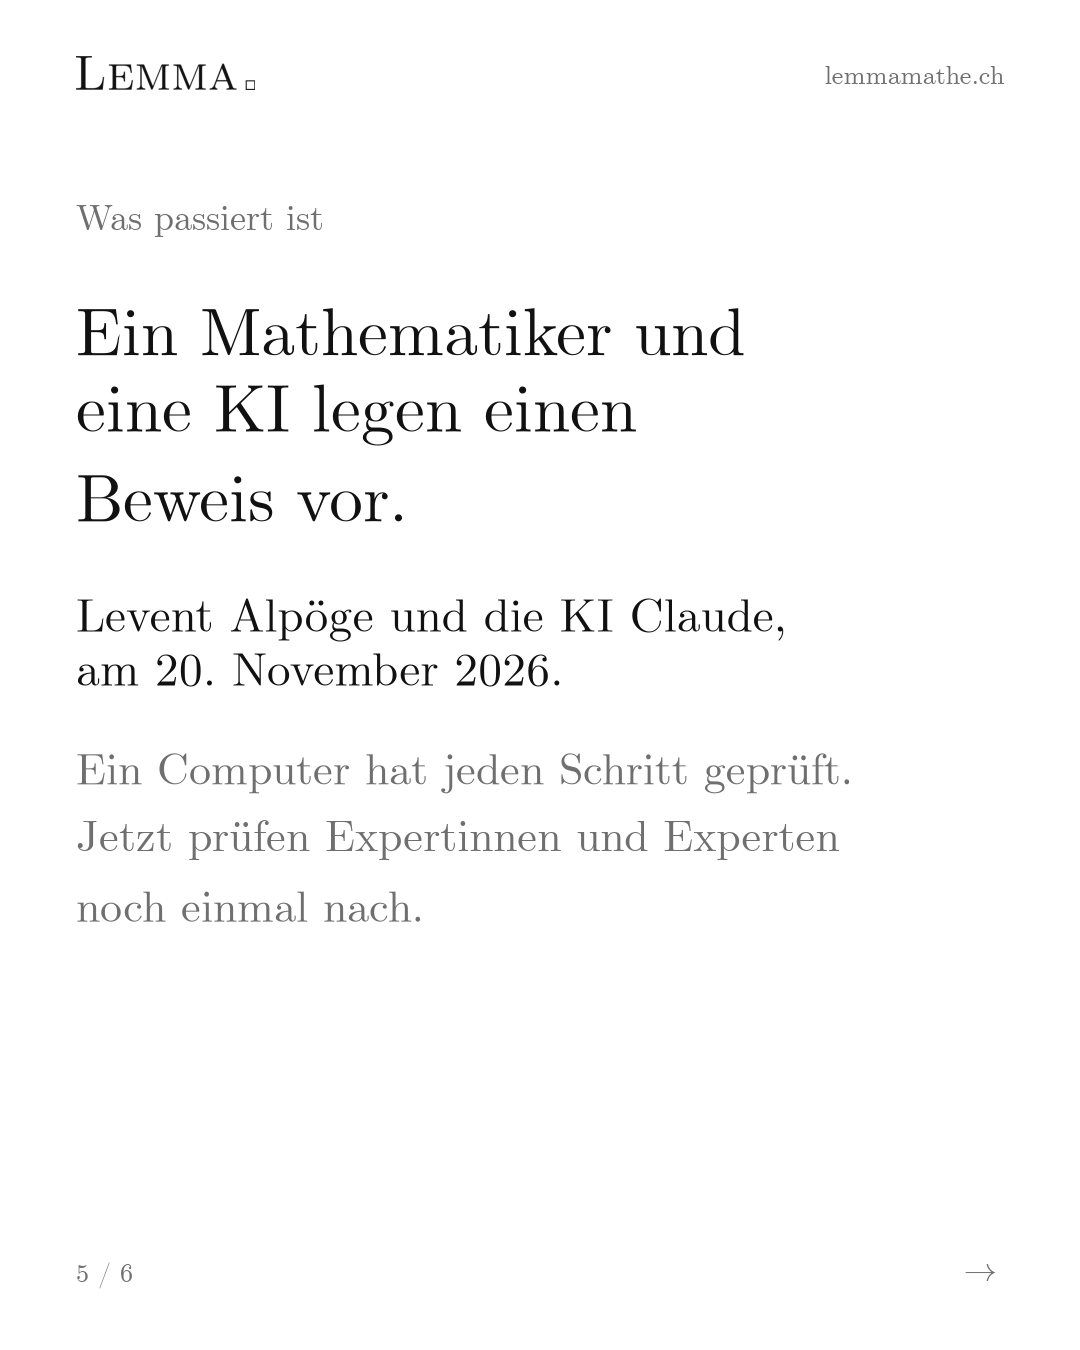 LEMMA
lemmamathe.ch
Was passiert ist
Ein Mathematiker und
eine KI legen einen
Beweis vor.
Levent Alpöge und die KI Claude,
am 20. November 2026.
Ein Computer hat jeden Schritt geprüft.
Jetzt prüfen Expertinnen und Experten
noch einmal nach.
5 / 6
→